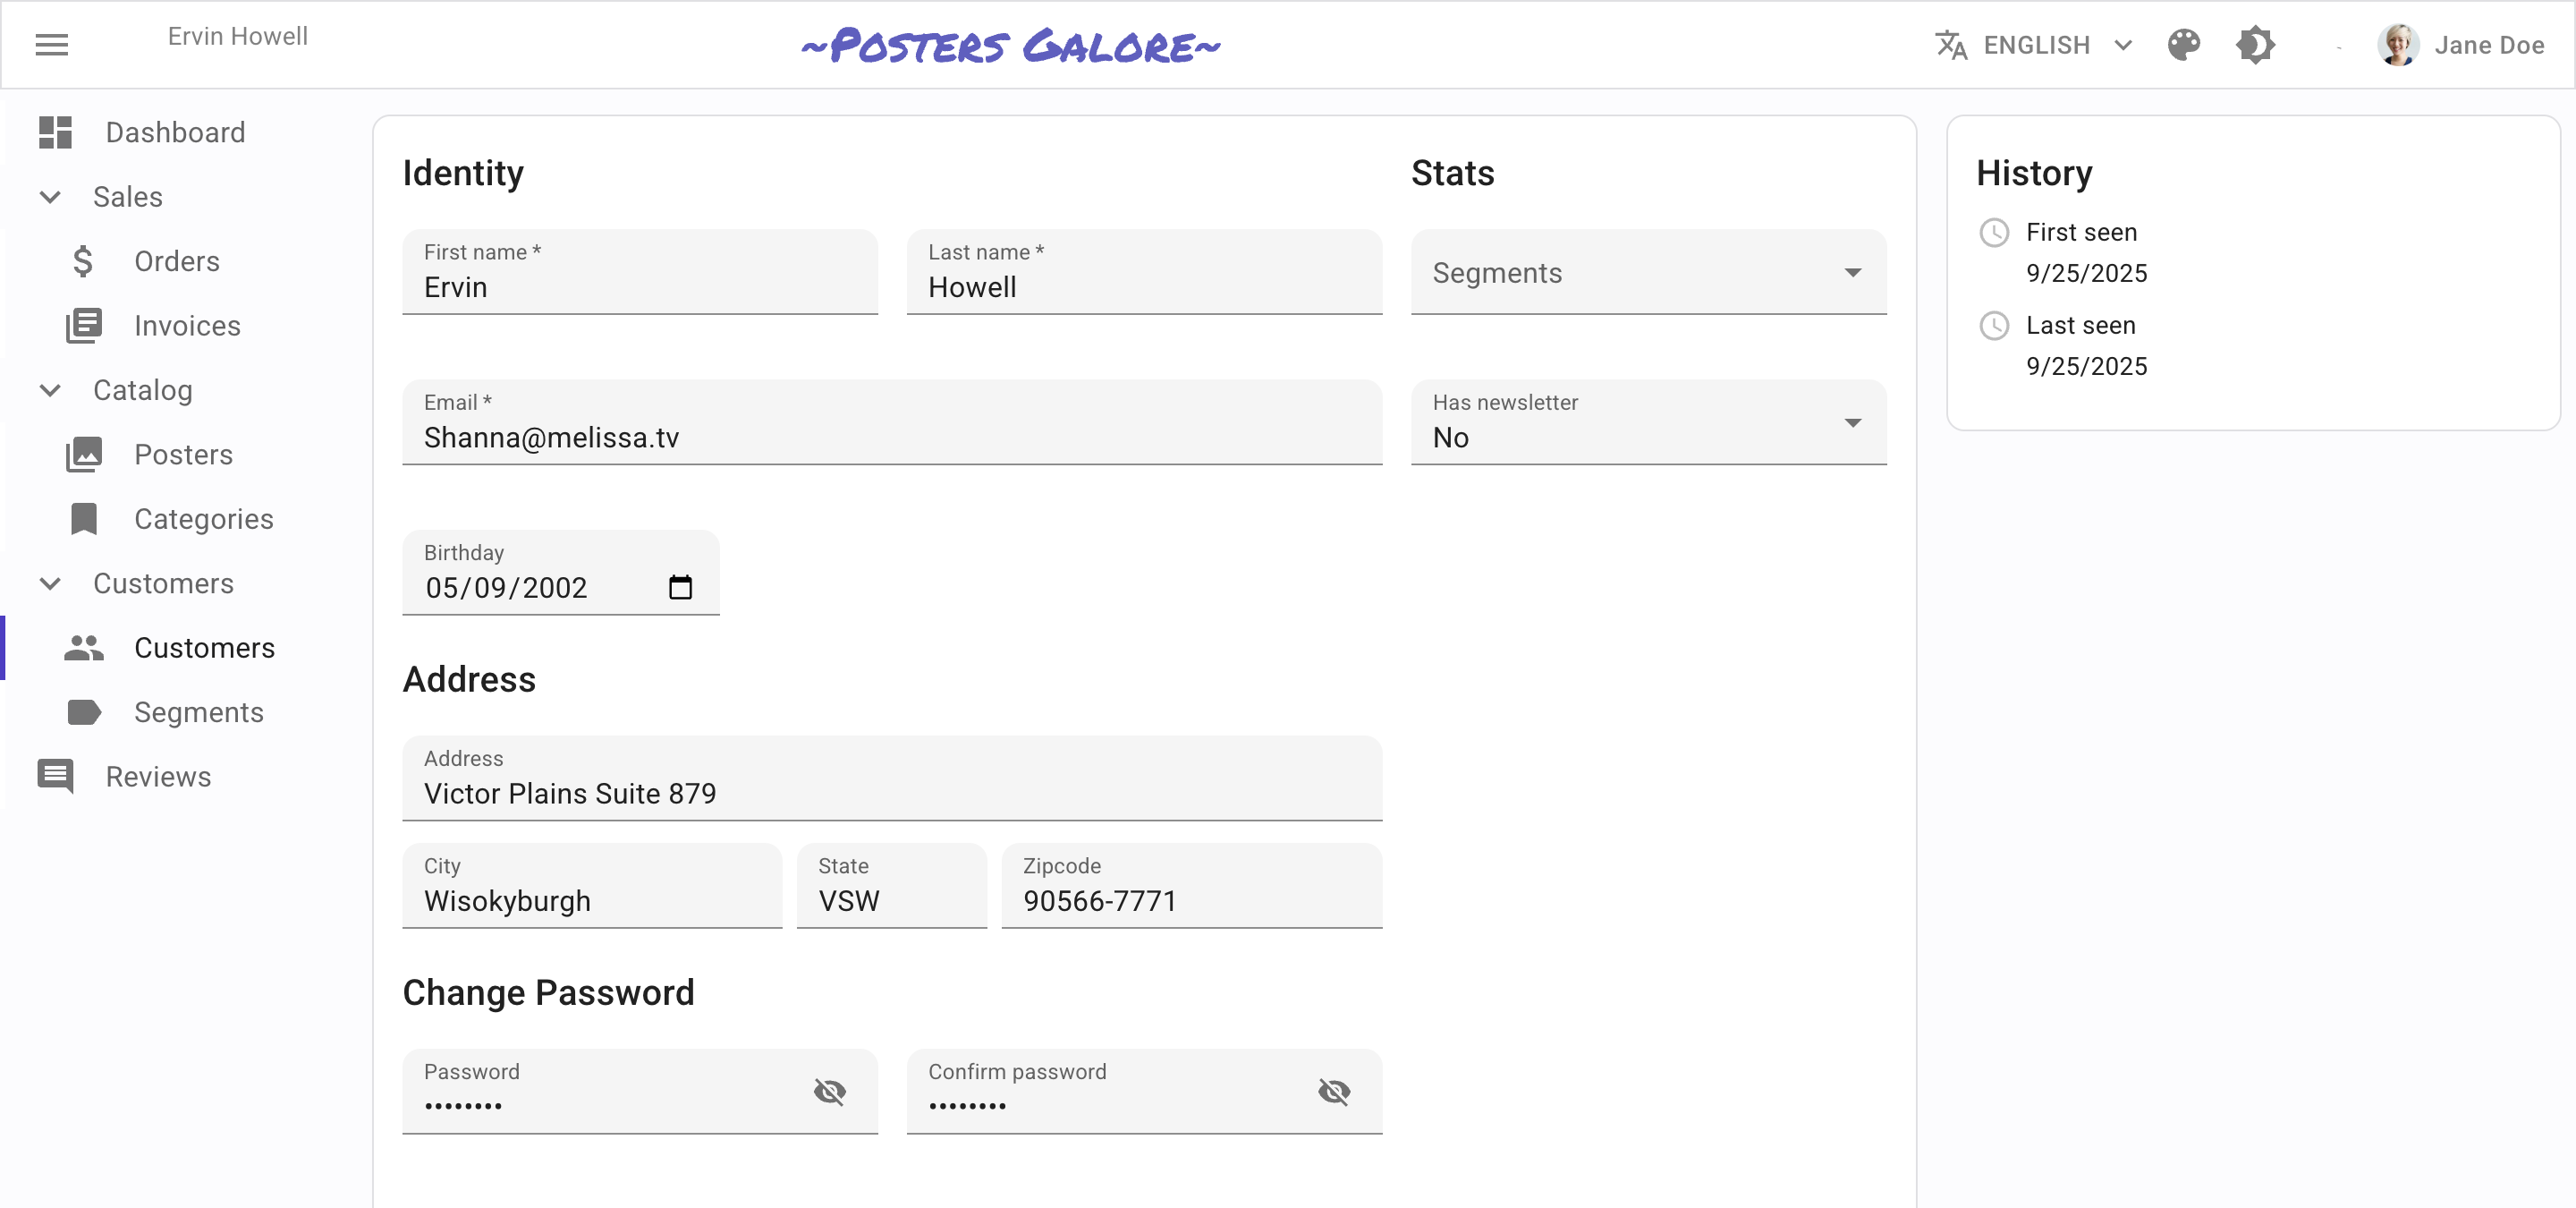 Ervin Howell
~Posters Galore~
ENGLISH
Jane Doe
Dashboard
Sales
Orders
Invoices
Catalog
Posters
Categories
Customers
Customers
Segments
Reviews
Identity
First name *
Ervin
Last name *
Howell
Email *
Shanna@melissa.tv
Birthday
05/09/2002
Address
Address
Victor Plains Suite 879
City
Wisokyburgh
State
VSW
Zipcode
90566-7771
Change Password
Password
••••••••
Confirm password
••••••••
Stats
Segments
Has newsletter
No
History
First seen
9/25/2025
Last seen
9/25/2025